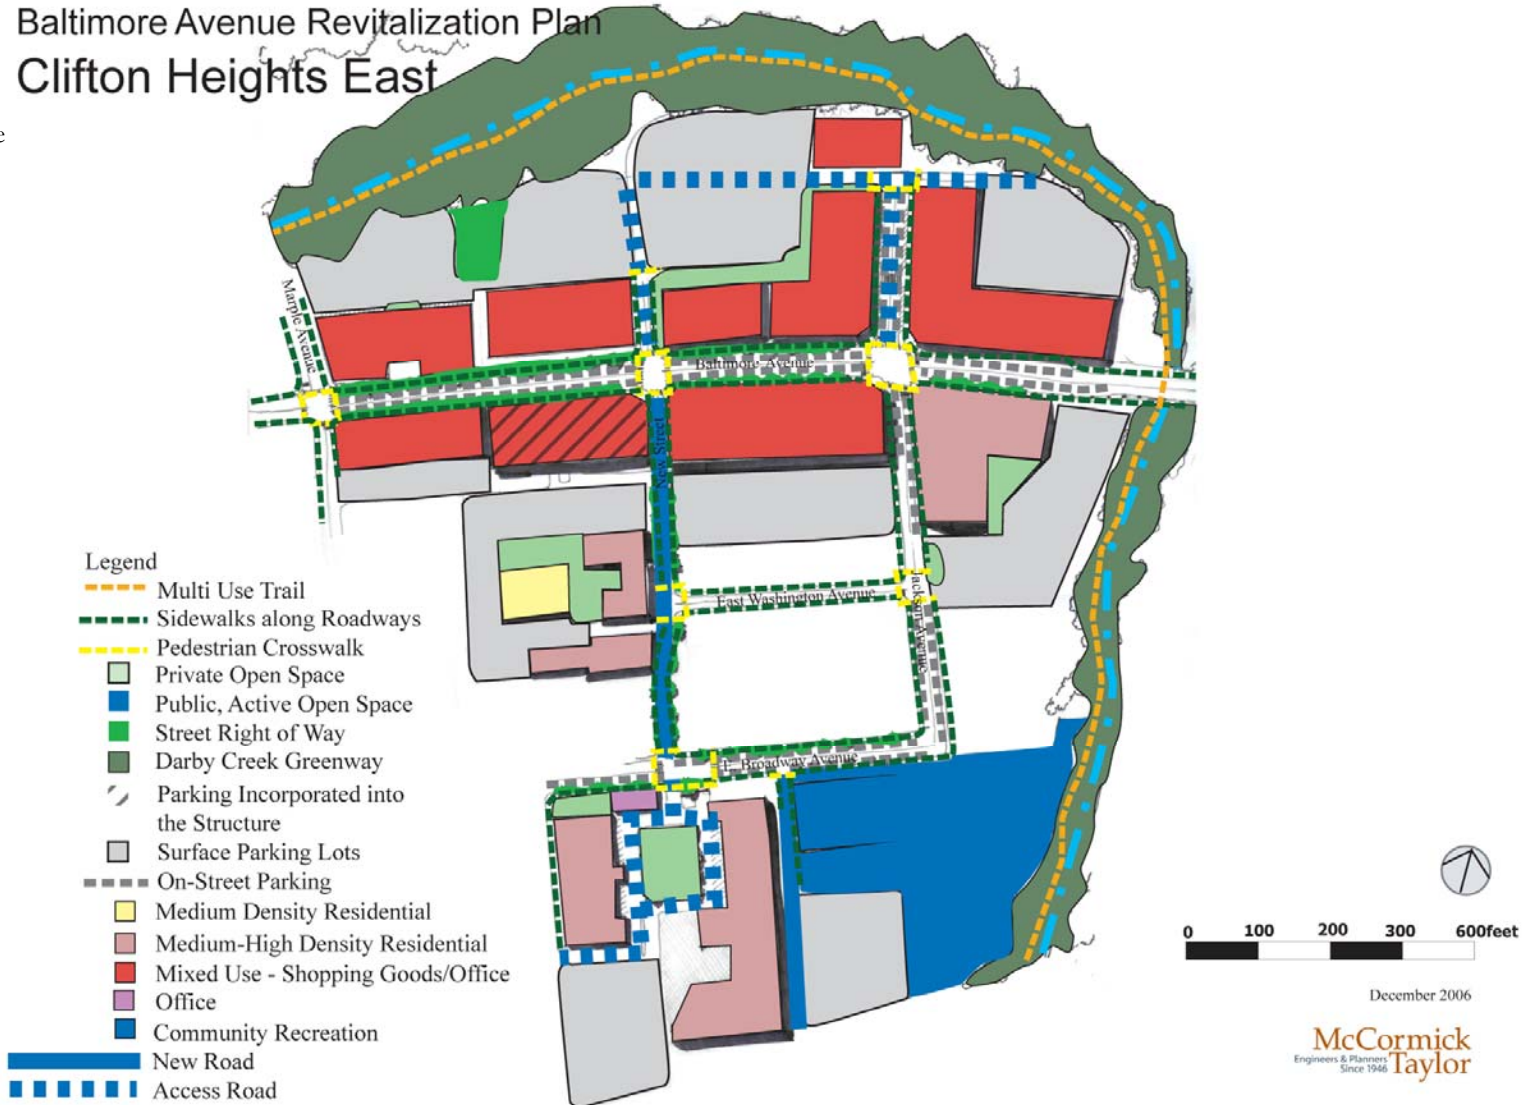 Baltimore Avenue Revitalization Plan
Clifton Heights East
e
Marple Avenue
Baltimore Avenue
New Street
East Washington Avenue
Jackson Avenue
E. Broadway Avenue
Legend
Multi Use Trail
Sidewalks along Roadways
Pedestrian Crosswalk
Private Open Space
Public, Active Open Space
Street Right of Way
Darby Creek Greenway
Parking Incorporated into
the Structure
Surface Parking Lots
On-Street Parking
Medium Density Residential
Medium-High Density Residential
Mixed Use - Shopping Goods/Office
Office
Community Recreation
New Road
Access Road
0 100 200 300 600feet
December 2006
McCormick
Engineers & Planners
Since 1946
Taylor